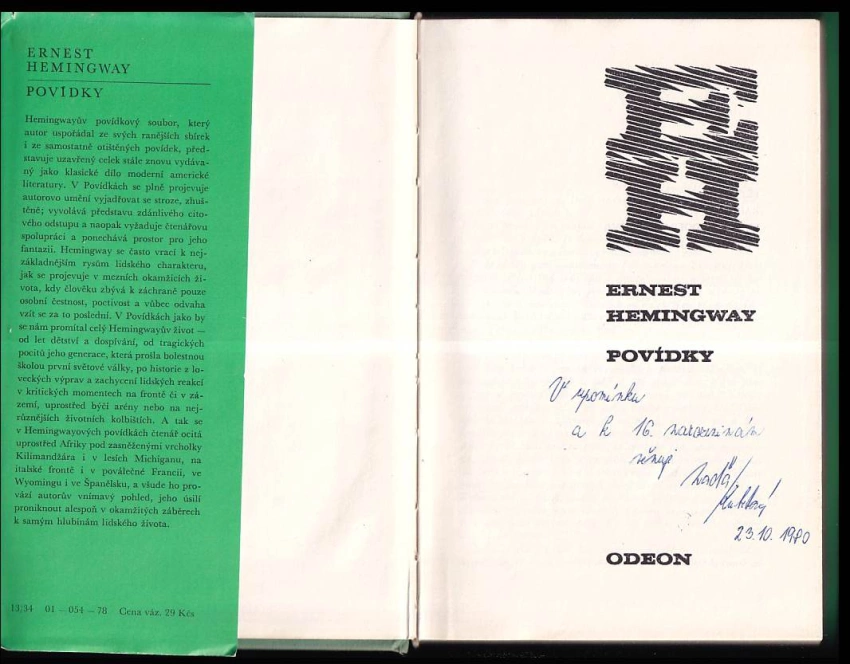 ERNEST
HEMINGWAY
POVÍDKY
Hemingwayův povídkový soubor, který
autor uspořádal ze svých ranějších sbírek
i ze samostatně otištěných povídek, před-
stavuje uzavřený celek stále znovu vydáva-
ný jako klasické dílo moderní americké
literatury. V Povídkách se plně projevuje
autorovo umění vyjadřovat se stroze, zhuš-
těně; vyvolává představu zdánlivého cito-
vého odstupu a naopak vyžaduje čtenářovu
spolupráci a ponechává prostor pro jeho
fantazii. Hemingway se často vrací k nej-
základnějším rysům lidského charakteru,
jak se projevuje v mezních okamžicích ži-
vota, kdy člověku zbývá k záchraně pouze
osobní čestnost, poctivost a vůbec odvaha
vzít se za to poslední. V Povídkách jako by
se nám promítal celý Hemingwayův život —
od let dětství a dospívání, od tragických
pocitů jeho generace, která prošla bolestnou
školou první světové války, po historie z lo-
veckých výprav a zachycení lidských reakcí
v kritických momentech na frontě či v zá-
zemí, uprostřed býčí arény nebo na nej-
různějších životních kolbištích. A tak se
v Hemingwayových povídkách čtenář ocitá
uprostřed Afriky pod zasněženými vrcholky
Kilimandžára i v lesích Michiganu, na
italské frontě i v poválečné Francii, ve
Wyomingu i ve Španělsku, a všude ho pro-
vází autorův vnímavý pohled, jeho úsilí
proniknout alespoň v okamžitých záběrech
k samým hlubinám lidského života.
13/34 01 – 054 – 78 Cena váz. 29 Kčs
EH
ERNEST
HEMINGWAY
POVÍDKY
V upomínku
a k 16. narozeninám
věnují
23.10. 1980
ODEON